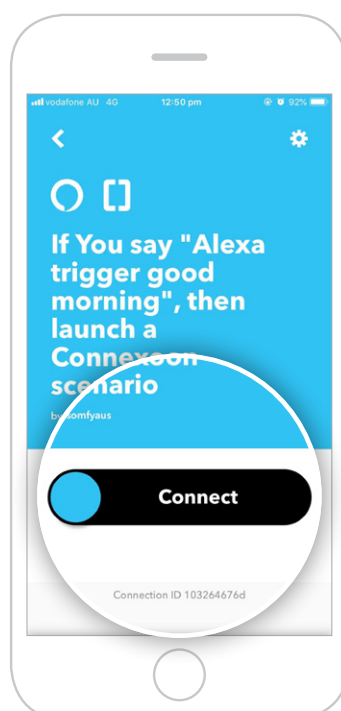 vodafone AU 4G 12:50 pm 92%
If You say "Alexa
trigger good
morning", then
launch a
Connexoon
scenario
by somfyaus
Connect
Connection ID 103264676d